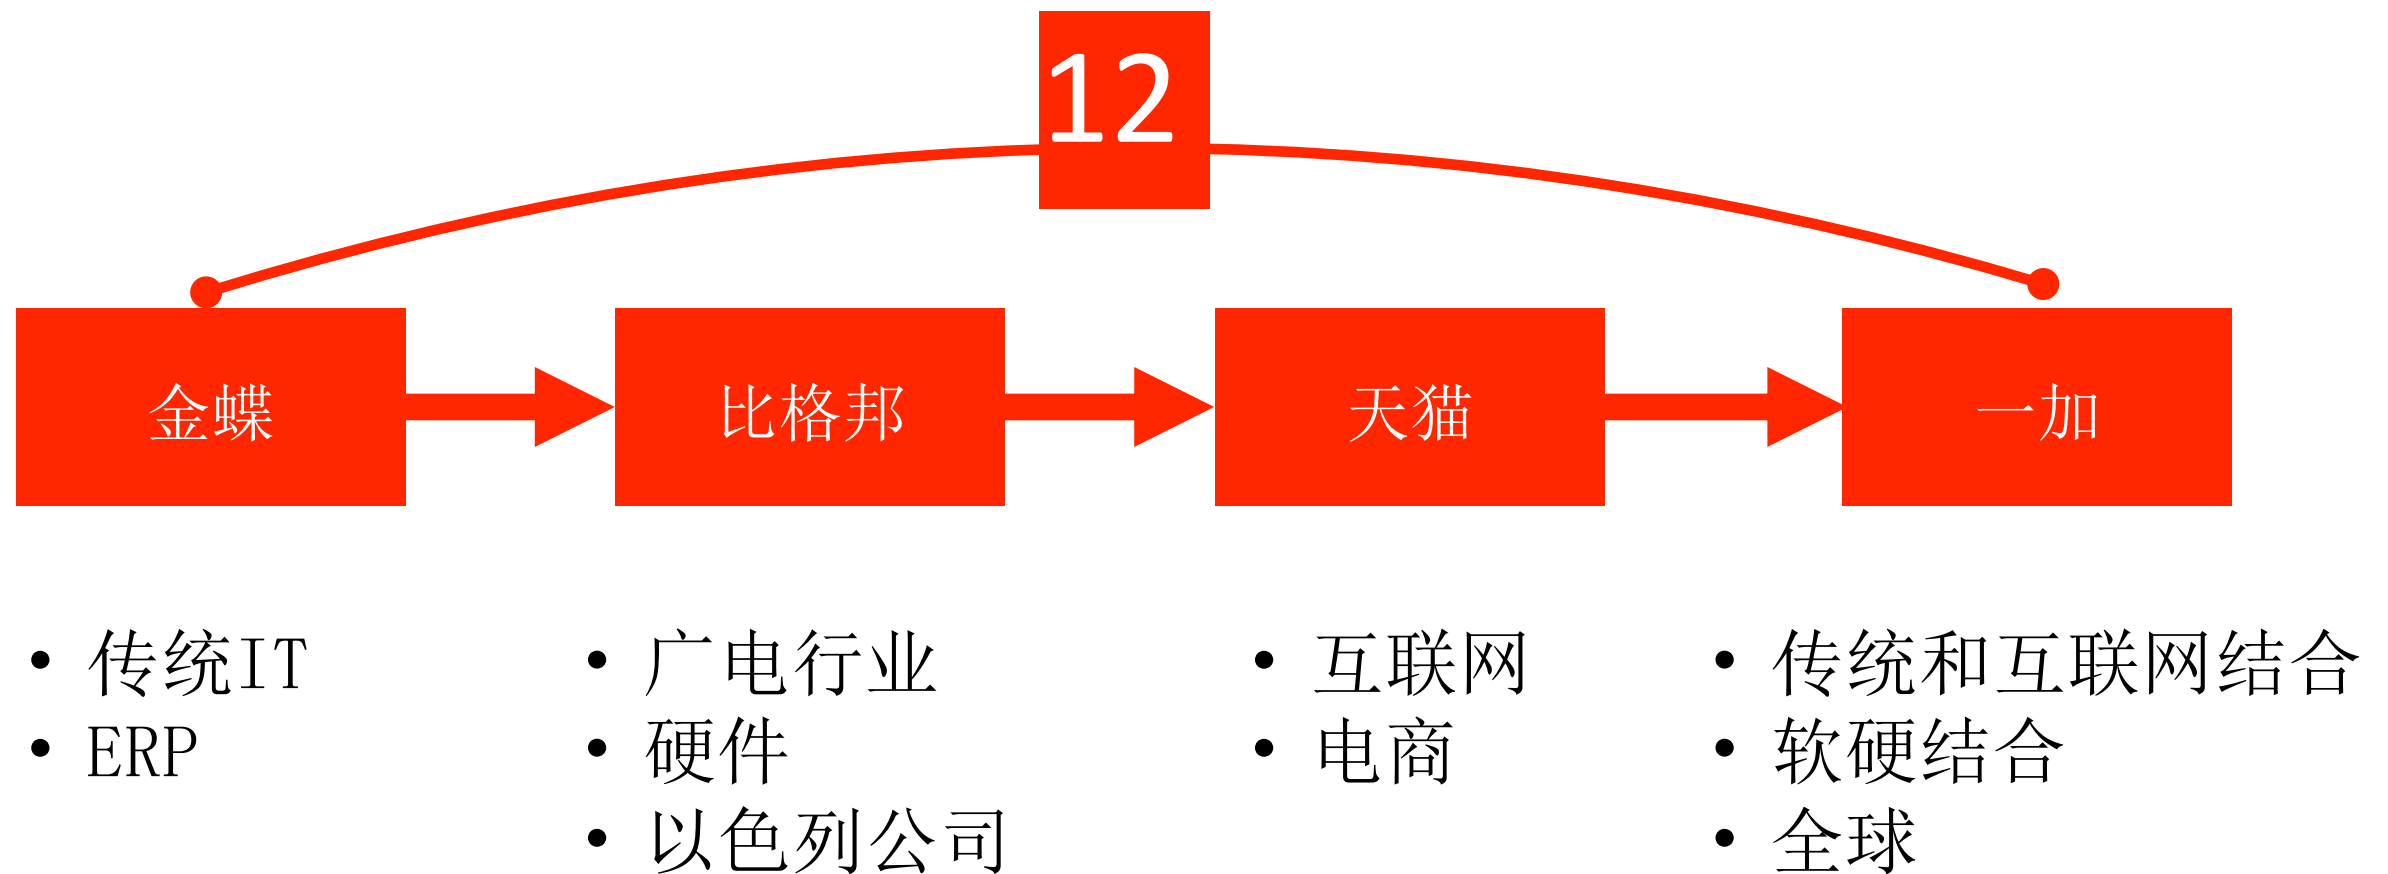 12
金蝶
比格邦
天猫
一加
• 传统IT
• ERP
• 广电行业
• 硬件
• 以色列公司
• 互联网
• 电商
• 传统和互联网结合
• 软硬结合
• 全球